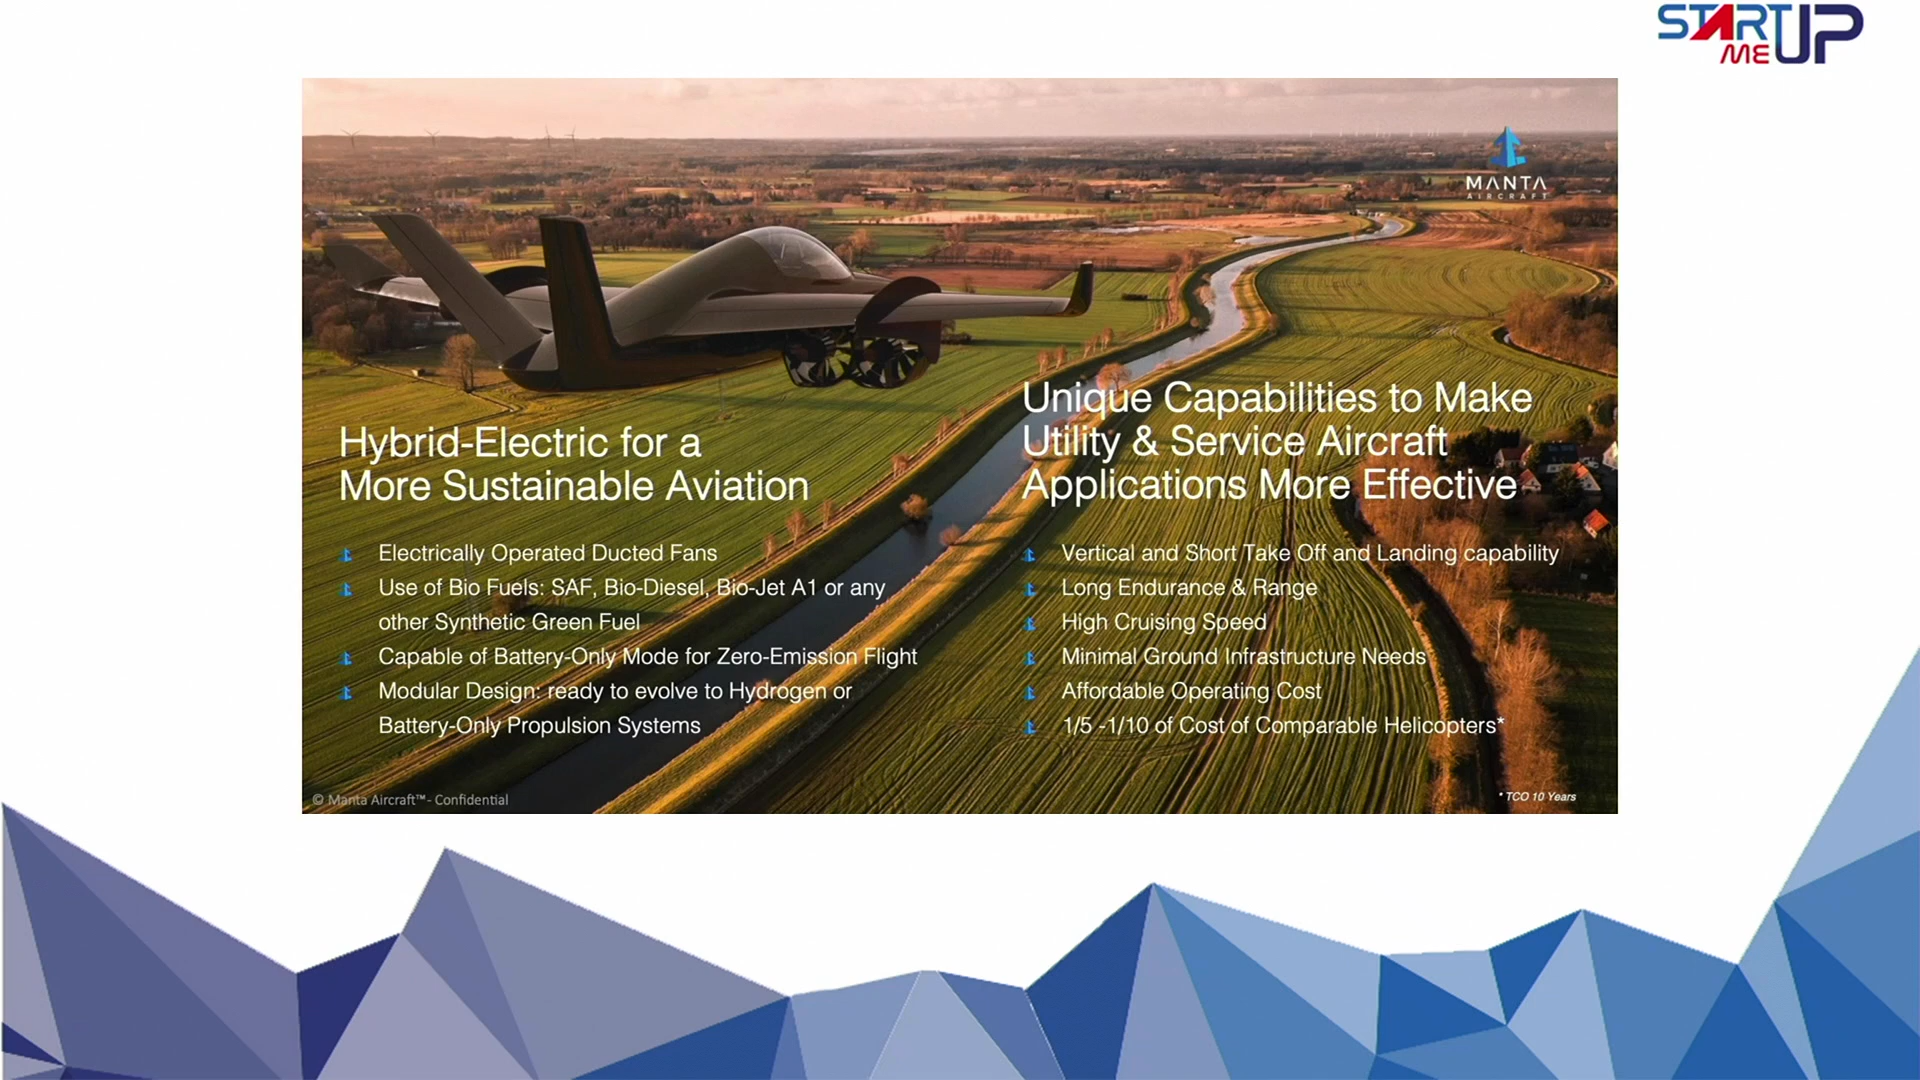 START
ME UP
MANTA
AIRCRAFT
Hybrid-Electric for a
More Sustainable Aviation
Electrically Operated Ducted Fans
Use of Bio Fuels: SAF, Bio-Diesel, Bio-Jet A1 or any
other Synthetic Green Fuel
Capable of Battery-Only Mode for Zero-Emission Flight
Modular Design: ready to evolve to Hydrogen or
Battery-Only Propulsion Systems
Unique Capabilities to Make
Utility & Service Aircraft
Applications More Effective
Vertical and Short Take Off and Landing capability
Long Endurance & Range
High Cruising Speed
Minimal Ground Infrastructure Needs
Affordable Operating Cost
1/5 -1/10 of Cost of Comparable Helicopters*
© Manta Aircraft™- Confidential
* TCO 10 Years